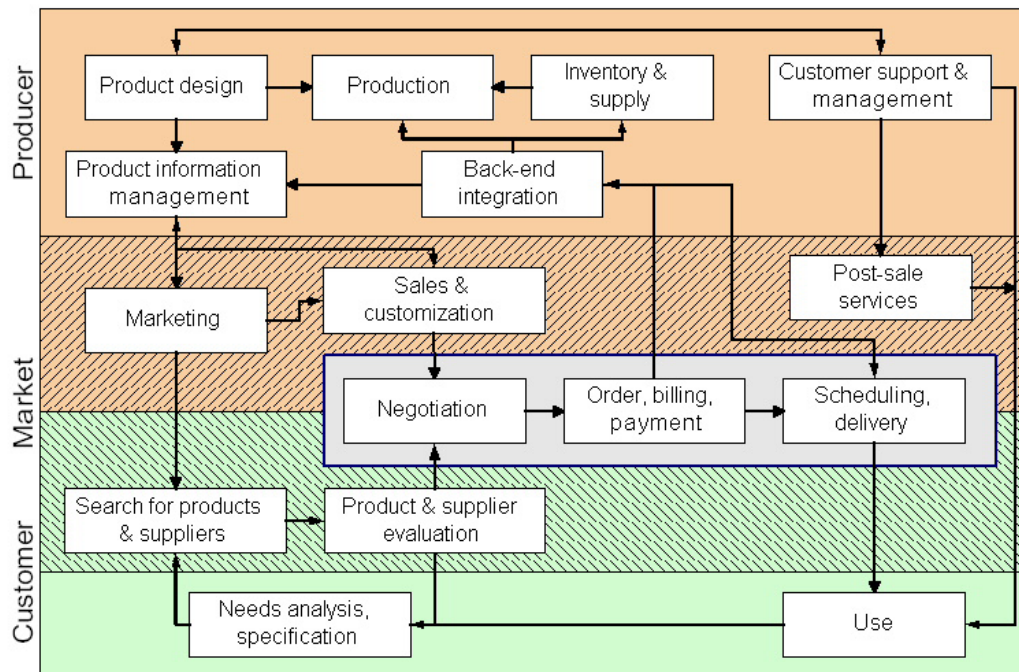 Producer
Product design
Production
Inventory &
supply
Customer support &
management
Product information
management
Back-end
integration
Market
Marketing
Sales &
customization
Post-sale
services
Negotiation
Order, billing,
payment
Scheduling,
delivery
Customer
Search for products
& suppliers
Product & supplier
evaluation
Needs analysis,
specification
Use